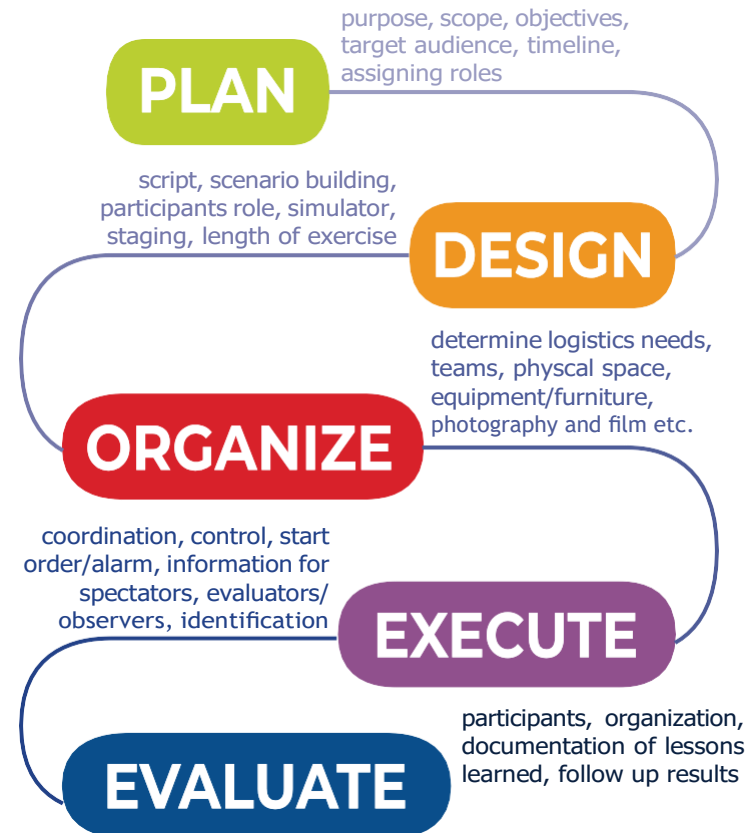 PLAN
purpose, scope, objectives,
target audience, timeline,
assigning roles
script, scenario building,
participants role, simulator,
staging, length of exercise
DESIGN
determine logistics needs,
teams, physcal space,
equipment/furniture,
photography and film etc.
ORGANIZE
coordination, control, start
order/alarm, information for
spectators, evaluators/
observers, identification
EXECUTE
participants, organization,
documentation of lessons
learned, follow up results
EVALUATE